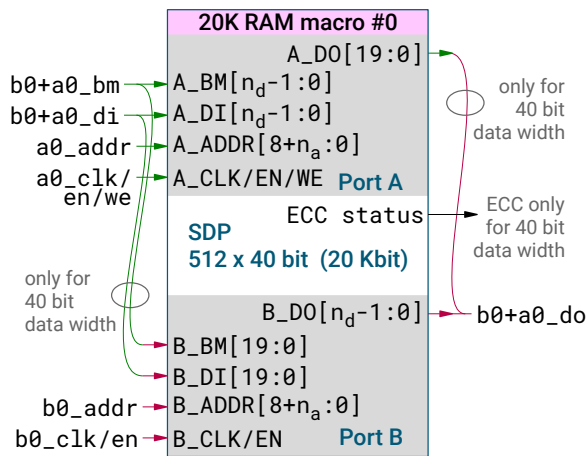 20K RAM macro #0
A_DO[19:0]
b0+a0_bm
A_BM[nd-1:0]
only for
40 bit
data width
b0+a0_di
A_DI[nd-1:0]
a0_addr
A_ADDR[8+na:0]
a0_clk/
en/we
A_CLK/EN/WE
Port A
ECC status
ECC only
for 40 bit
data width
SDP
512 x 40 bit (20 Kbit)
only for
40 bit
data width
B_DO[nd-1:0]
b0+a0_do
B_BM[19:0]
B_DI[19:0]
b0_addr
B_ADDR[8+na:0]
b0_clk/en
B_CLK/EN
Port B